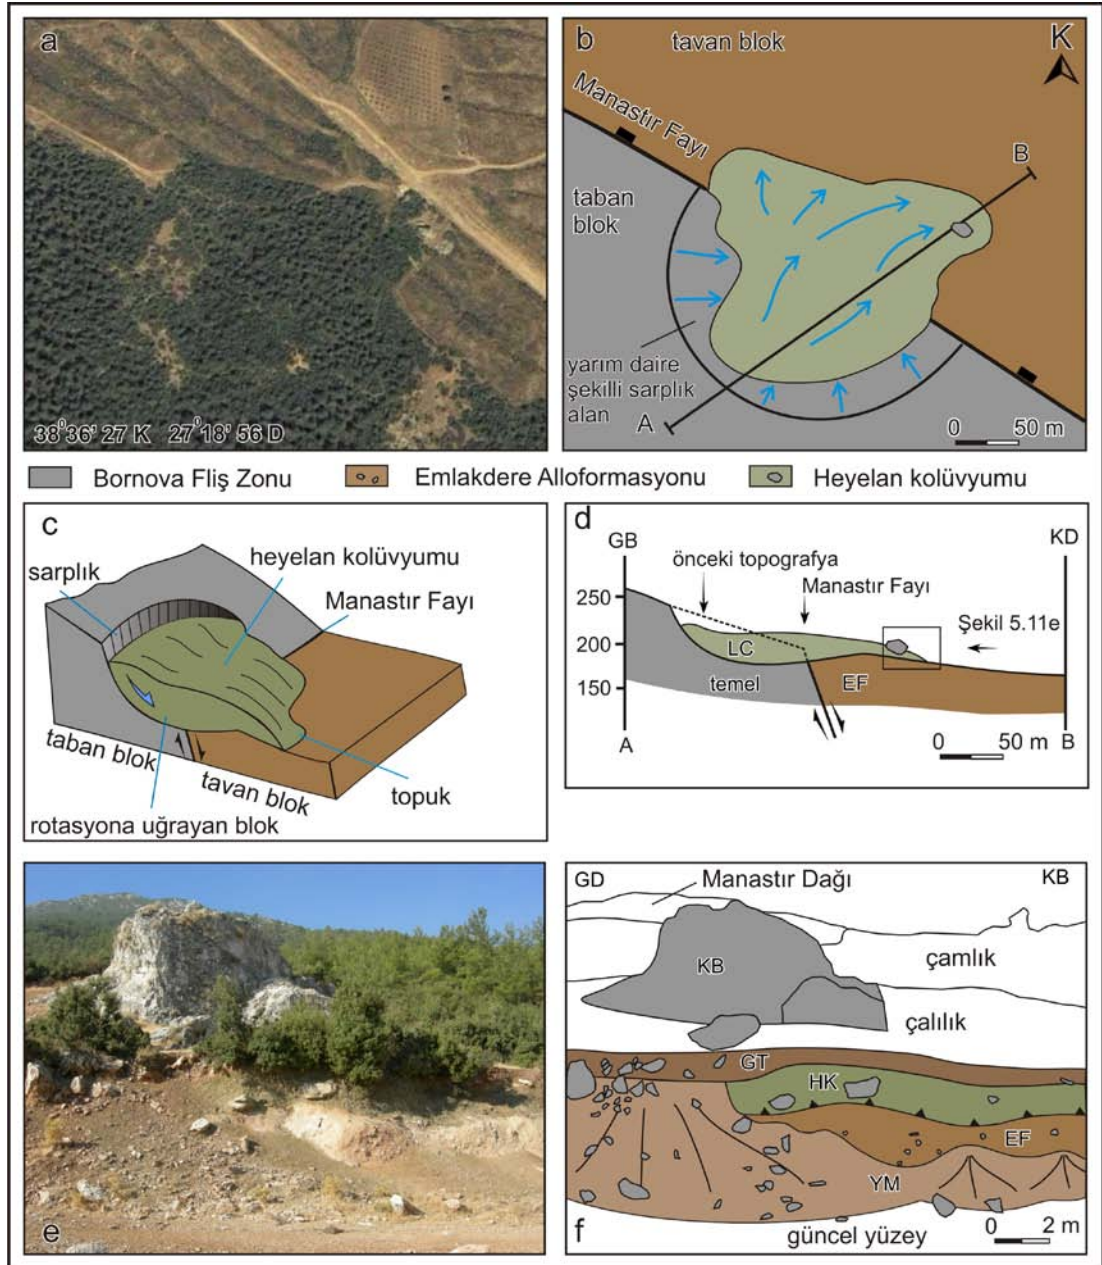 a
38°36' 27 K 27°18' 56 D
b
tavan blok
K
Manastır Fayı
B
taban
blok
yarım daire
şekilli sarplık
alan
A
0 50 m
Bornova Fliş Zonu
Emlakdere Alloformasyonu
Heyelan kolüvyumu
c
sarplık
heyelan kolüvyumu
Manastır Fayı
taban blok
tavan blok
topuk
rotasyona uğrayan blok
d
GB
KD
önceki topografya
Manastır Fayı
250
200
150
Şekil 5.11e
LC
temel
EF
A
0 50 m
B
e
GD
Manastır Dağı
KB
KB
çamlık
çalılık
GT
HK
EF
YM
f
güncel yüzey
0 2 m